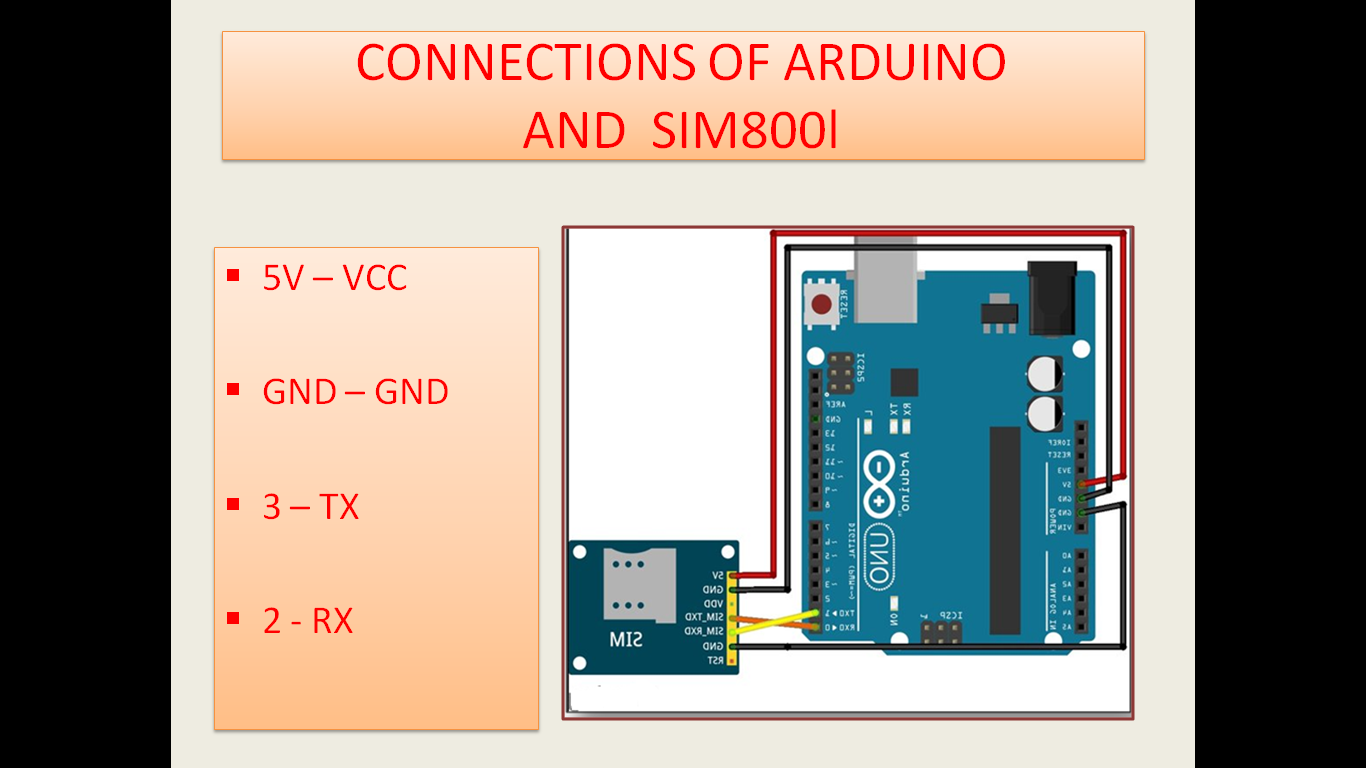 CONNECTIONS OF ARDUINO
AND SIM800l
5V – VCC
GND – GND
3 – TX
2 - RX
RESET
ICSP2
AREF
GND
13
12
~11
~10
~9
8
7
~6
~5
4
~3
2
TX0 ▶ 1
RX0 ◀ 0
L
TX
RX
Arduino
UNO
DIGITAL (PWM=~)
ON
ICSP
1
IOREF
RESET
3V3
5V
GND
GND
VIN
POWER
A0
A1
A2
A3
A4
A5
ANALOG IN
5V
GND
VDD
SIM_TXD
SIM_RXD
GND
RST
SIM